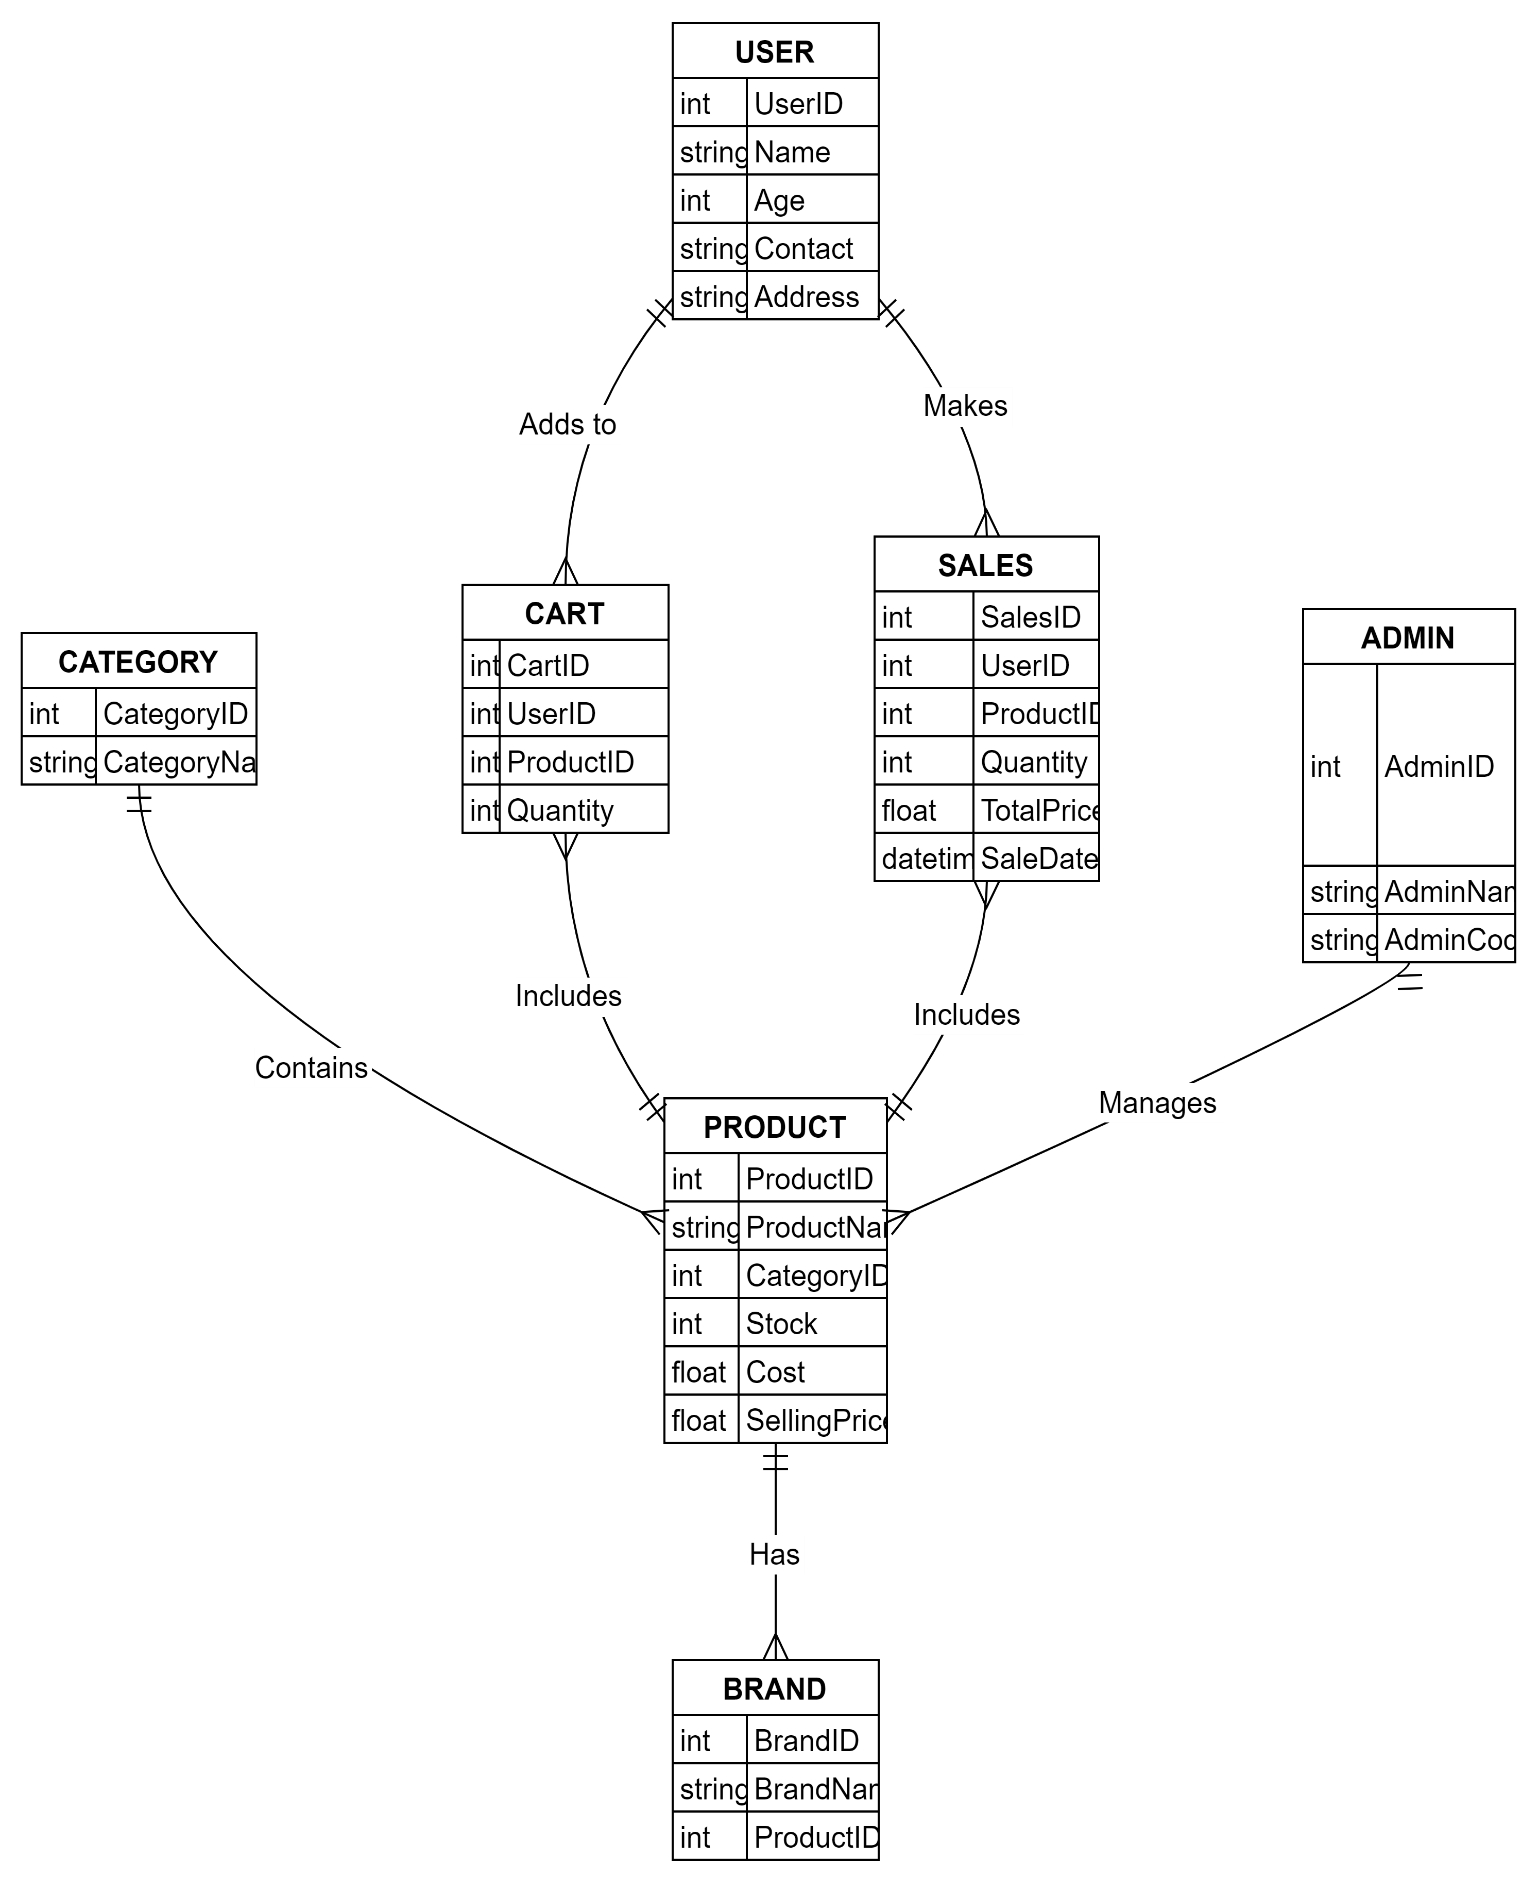 USER
int UserID
string Name
int Age
string Contact
string Address
Adds to
Makes
CART
int CartID
int UserID
int ProductID
int Quantity
SALES
int SalesID
int UserID
int ProductID
int Quantity
float TotalPrice
datetim SaleDate
CATEGORY
int CategoryID
string CategoryNa
ADMIN
int AdminID
string AdminNar
string AdminCoc
Contains
Includes
Includes
Manages
PRODUCT
int ProductID
string ProductNar
int CategoryID
int Stock
float Cost
float SellingPrice
Has
BRAND
int BrandID
string BrandNar
int ProductID